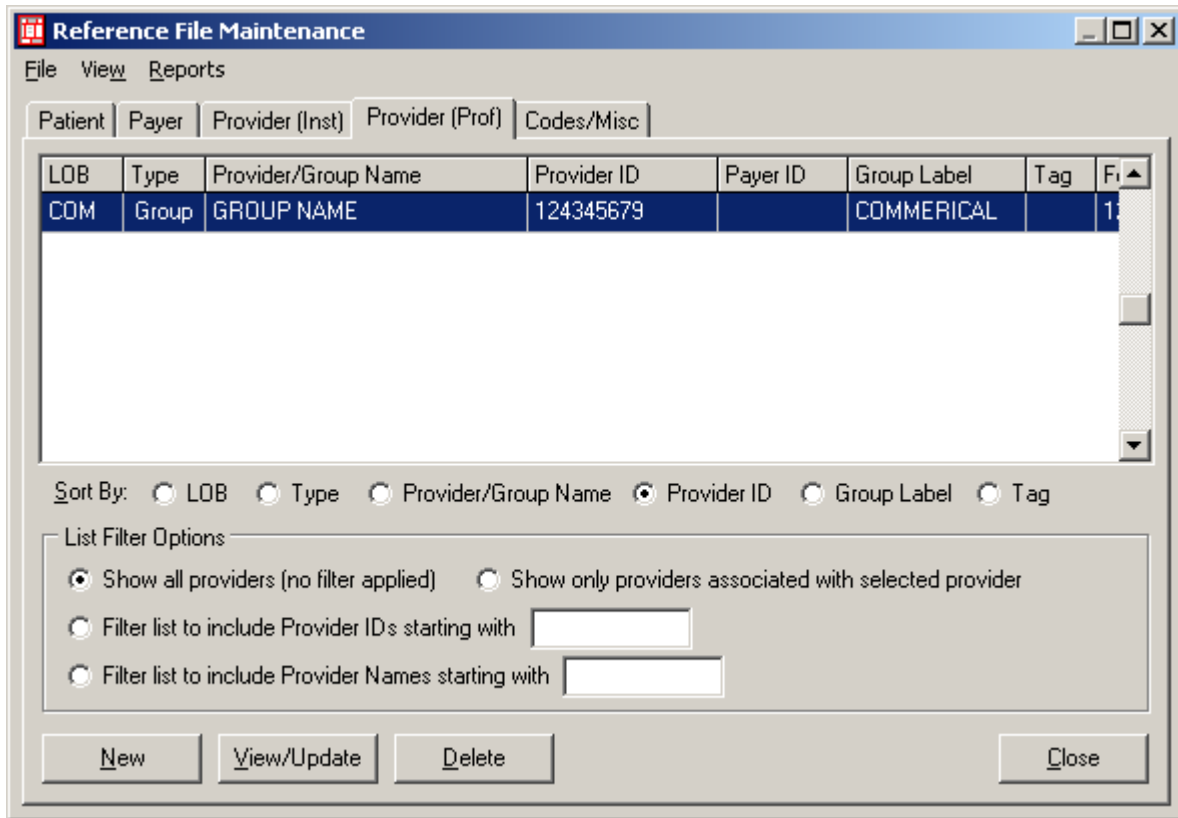 Reference File Maintenance
File View Reports
Patient Payer Provider (Inst) Provider (Prof) Codes/Misc
LOB Type Provider/Group Name Provider ID Payer ID Group Label Tag
COM Group GROUP NAME 124345679 COMMERICAL
Sort By: LOB Type Provider/Group Name Provider ID Group Label Tag
List Filter Options
Show all providers (no filter applied) Show only providers associated with selected provider
Filter list to include Provider IDs starting with
Filter list to include Provider Names starting with
New View/Update Delete Close